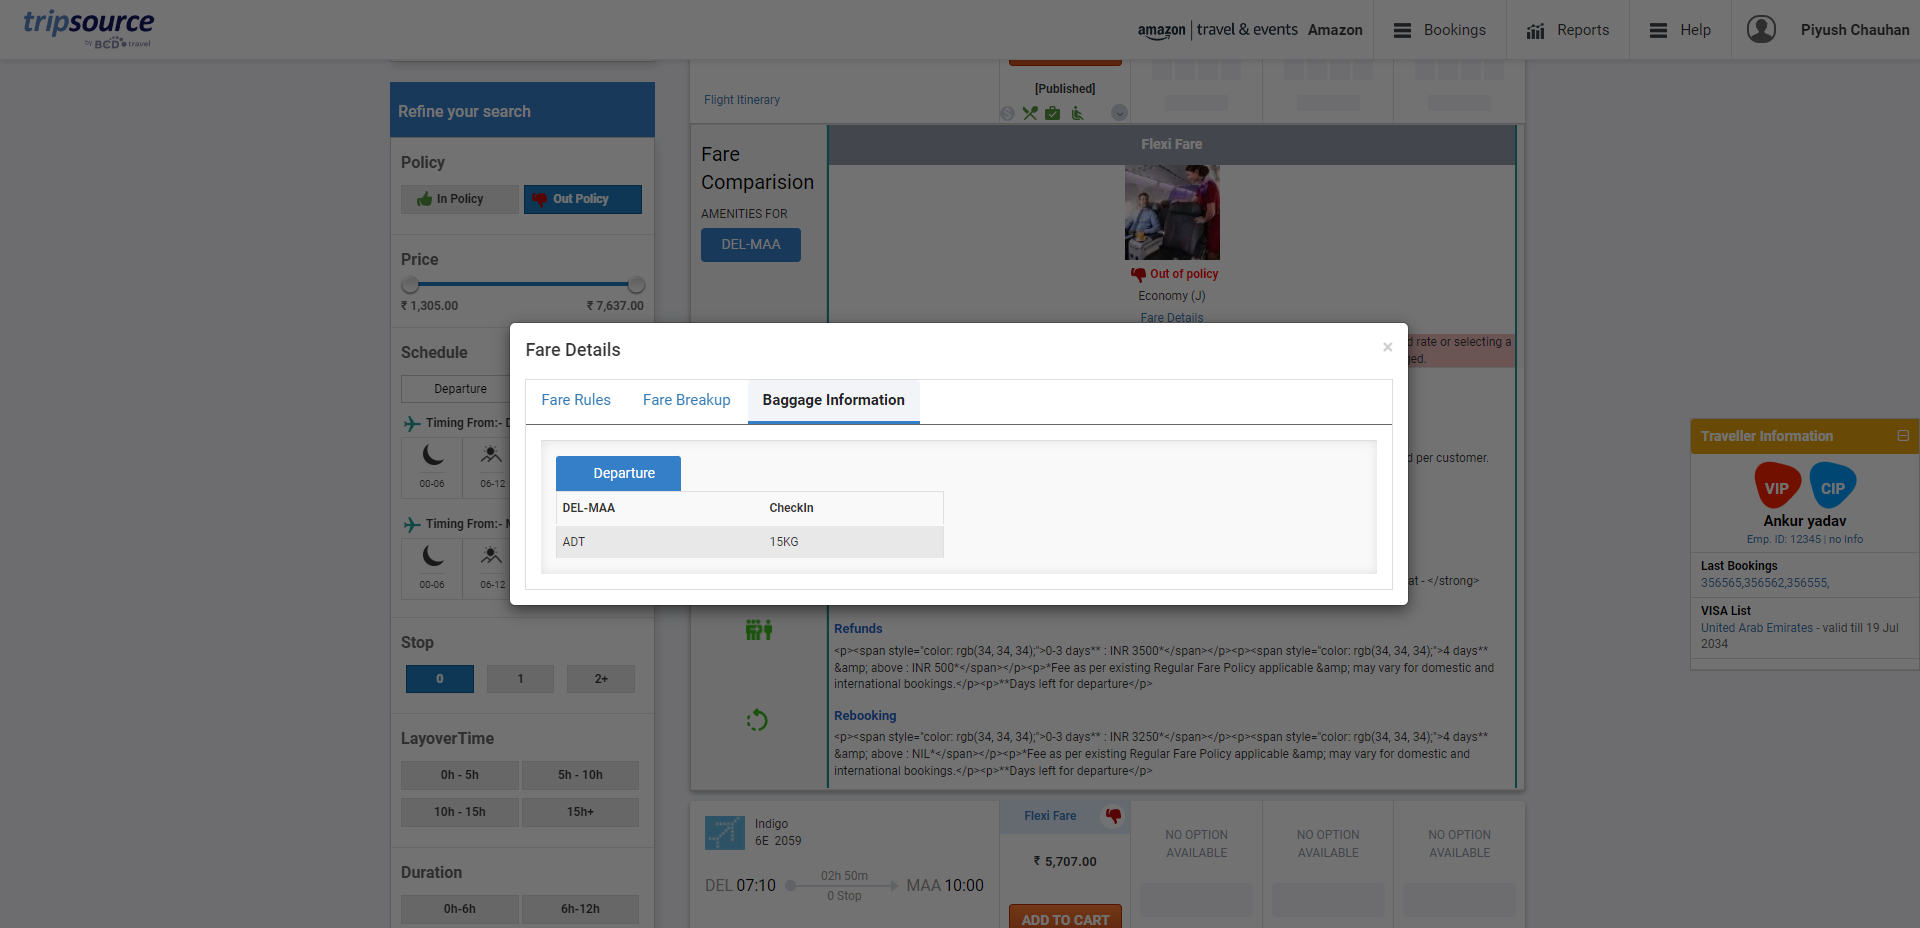 tripsource
by BCD travel
amazon | travel & events Amazon
Bookings
Reports
Help
Piyush Chauhan
Refine your search
Policy
In Policy
Out Policy
Price
₹ 1,305.00
₹ 7,637.00
Schedule
Departure
Timing From:- D
00-06
06-12
Timing From:- M
00-06
06-12
Stop
0
1
2+
LayoverTime
0h - 5h
5h - 10h
10h - 15h
15h+
Duration
0h-6h
6h-12h
Flight Itinerary
[Published]
Fare
Comparision
AMENITIES FOR
DEL-MAA
Flexi Fare
Out of policy
Economy (J)
Fare Details
d rate or selecting a
ed.
d per customer.
at - </strong>
Fare Details
×
Fare Rules
Fare Breakup
Baggage Information
Departure
DEL-MAA CheckIn
ADT 15KG
Refunds
<p><span style="color: rgb(34, 34, 34);">0-3 days** : INR 3500*</span></p><p><span style="color: rgb(34, 34, 34);">4 days**
&amp; above : INR 500*</span></p><p>*Fee as per existing Regular Fare Policy applicable &amp; may vary for domestic and
international bookings.</p><p>**Days left for departure</p>
Rebooking
<p><span style="color: rgb(34, 34, 34);">0-3 days** : INR 3250*</span></p><p><span style="color: rgb(34, 34, 34);">4 days**
&amp; above : NIL*</span></p><p>*Fee as per existing Regular Fare Policy applicable &amp; may vary for domestic and
international bookings.</p><p>**Days left for departure</p>
Indigo
6E 2059
DEL 07:10
02h 50m
0 Stop
MAA 10:00
Flexi Fare
₹ 5,707.00
ADD TO CART
NO OPTION
AVAILABLE
NO OPTION
AVAILABLE
NO OPTION
AVAILABLE
Traveller Information
VIP
CIP
Ankur yadav
Emp. ID: 12345 | no Info
Last Bookings
356565,356562,356555,
VISA List
United Arab Emirates - valid till 19 Jul
2034